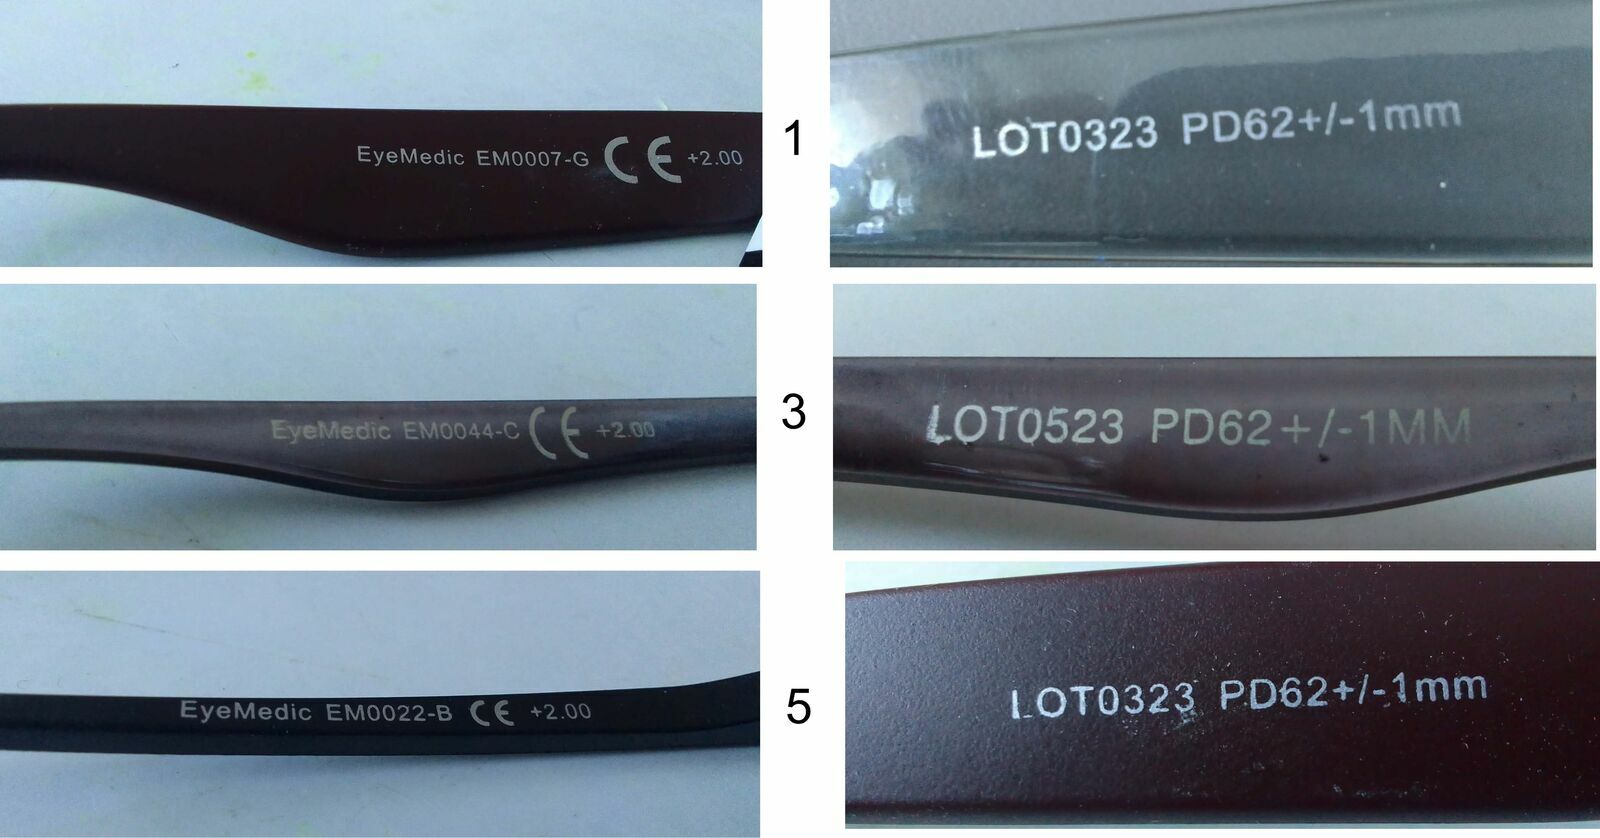 EyeMedic EM0007-G CE +2.00
1
LOT0323 PD62+/-1mm
EyeMedic EM0044-C CE +2.00
3
LOT0523 PD62+/-1MM
EyeMedic EM0022-B CE +2.00
5
LOT0323 PD62+/-1mm